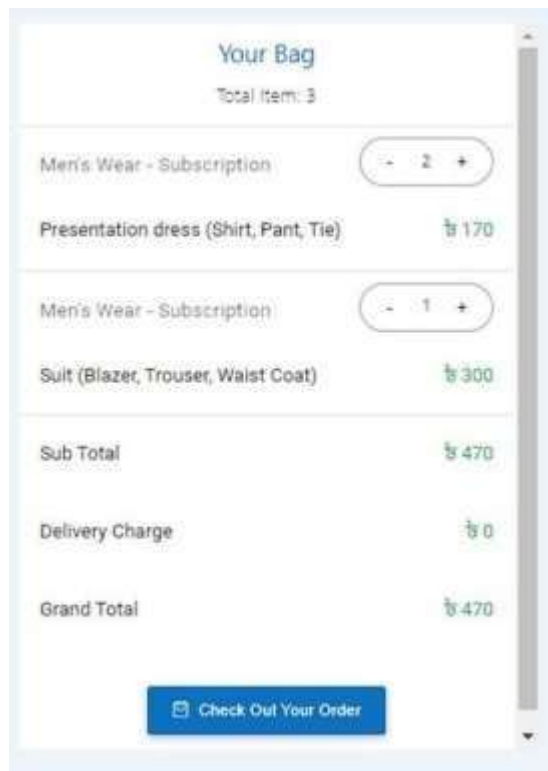 Your Bag
Total Item: 3
Men's Wear - Subscription - 2 +
Presentation dress (Shirt, Pant, Tie) ৳ 170
Men's Wear - Subscription - 1 +
Suit (Blazer, Trouser, Waist Coat) ৳ 300
Sub Total ৳ 470
Delivery Charge ৳ 0
Grand Total ৳ 470
Check Out Your Order